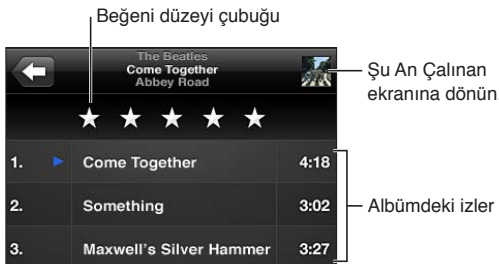 Beğeni düzeyi çubuğu
The Beatles
Come Together
Abbey Road
Şu An Çalınan
ekranına dönün
1. Come Together 4:18
2. Something 3:02
3. Maxwell's Silver Hammer 3:27
Albümdeki izler